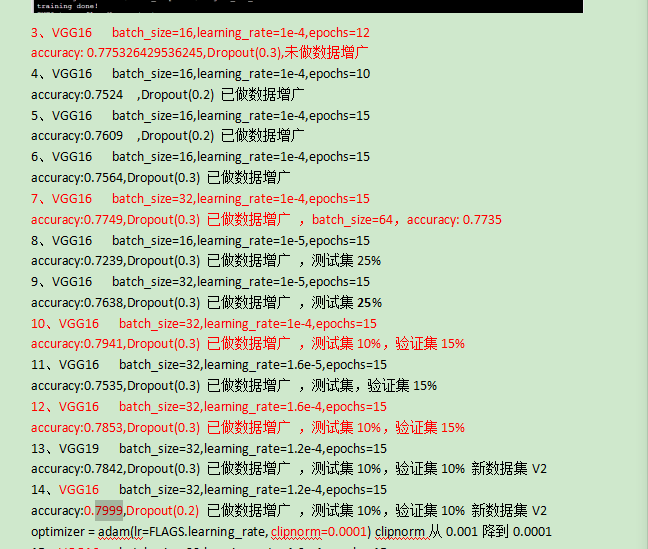 training done!
3、VGG16 batch_size=16,learning_rate=1e-4,epochs=12
accuracy: 0.775326429536245,Dropout(0.3),未做数据增广
4、VGG16 batch_size=16,learning_rate=1e-4,epochs=10
accuracy:0.7524 ,Dropout(0.2) 已做数据增广
5、VGG16 batch_size=16,learning_rate=1e-4,epochs=15
accuracy:0.7609 ,Dropout(0.2) 已做数据增广
6、VGG16 batch_size=16,learning_rate=1e-4,epochs=15
accuracy:0.7564,Dropout(0.3) 已做数据增广
7、VGG16 batch_size=32,learning_rate=1e-4,epochs=15
accuracy:0.7749,Dropout(0.3) 已做数据增广 ，batch_size=64，accuracy: 0.7735
8、VGG16 batch_size=16,learning_rate=1e-5,epochs=15
accuracy:0.7239,Dropout(0.3) 已做数据增广 ，测试集 25%
9、VGG16 batch_size=32,learning_rate=1e-5,epochs=15
accuracy:0.7638,Dropout(0.3) 已做数据增广 ，测试集 25%
10、VGG16 batch_size=32,learning_rate=1e-4,epochs=15
accuracy:0.7941,Dropout(0.3) 已做数据增广 ，测试集 10%，验证集 15%
11、VGG16 batch_size=32,learning_rate=1.6e-5,epochs=15
accuracy:0.7535,Dropout(0.3) 已做数据增广 ，测试集，验证集 15%
12、VGG16 batch_size=32,learning_rate=1.6e-4,epochs=15
accuracy:0.7853,Dropout(0.3) 已做数据增广 ，测试集 10%，验证集 15%
13、VGG19 batch_size=32,learning_rate=1.2e-4,epochs=15
accuracy:0.7842,Dropout(0.3) 已做数据增广 ，测试集 10%，验证集 10% 新数据集 V2
14、VGG16 batch_size=32,learning_rate=1.2e-4,epochs=15
accuracy:0.7999,Dropout(0.2) 已做数据增广 ，测试集 10%，验证集 10% 新数据集 V2
optimizer = adam(lr=FLAGS.learning_rate,clipnorm=0.0001) clipnorm 从 0.001 降到 0.0001